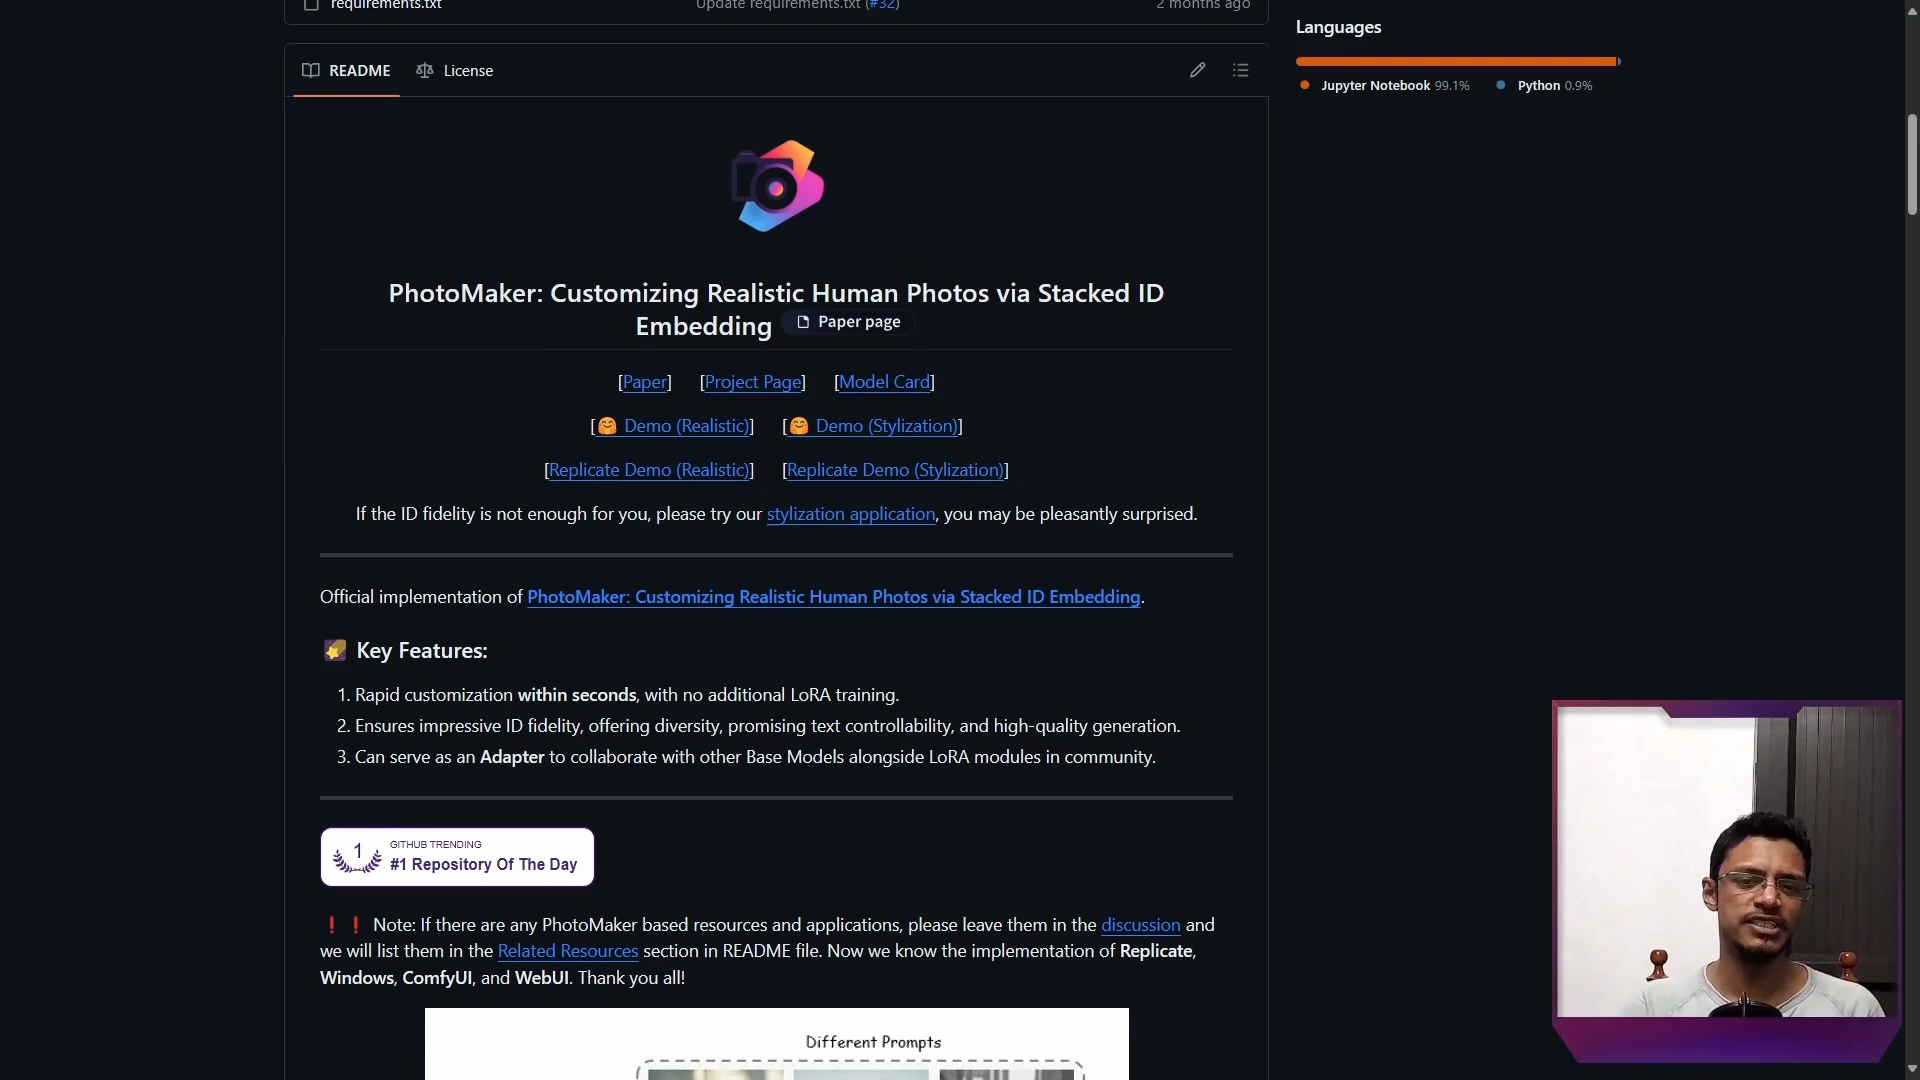 requirements.txt Update requirements.txt (#32) 2 months ago
Languages
Jupyter Notebook 99.1% Python 0.9%
README License
PhotoMaker: Customizing Realistic Human Photos via Stacked ID
Embedding Paper page
[Paper] [Project Page] [Model Card]
[🤗 Demo (Realistic)] [🤗 Demo (Stylization)]
[Replicate Demo (Realistic)] [Replicate Demo (Stylization)]
If the ID fidelity is not enough for you, please try our stylization application, you may be pleasantly surprised.
Official implementation of PhotoMaker: Customizing Realistic Human Photos via Stacked ID Embedding.
🌠 Key Features:
1. Rapid customization within seconds, with no additional LoRA training.
2. Ensures impressive ID fidelity, offering diversity, promising text controllability, and high-quality generation.
3. Can serve as an Adapter to collaborate with other Base Models alongside LoRA modules in community.
1 GITHUB TRENDING
#1 Repository Of The Day
❗❗ Note: If there are any PhotoMaker based resources and applications, please leave them in the discussion and
we will list them in the Related Resources section in README file. Now we know the implementation of Replicate,
Windows, ComfyUI, and WebUI. Thank you all!
Different Prompts